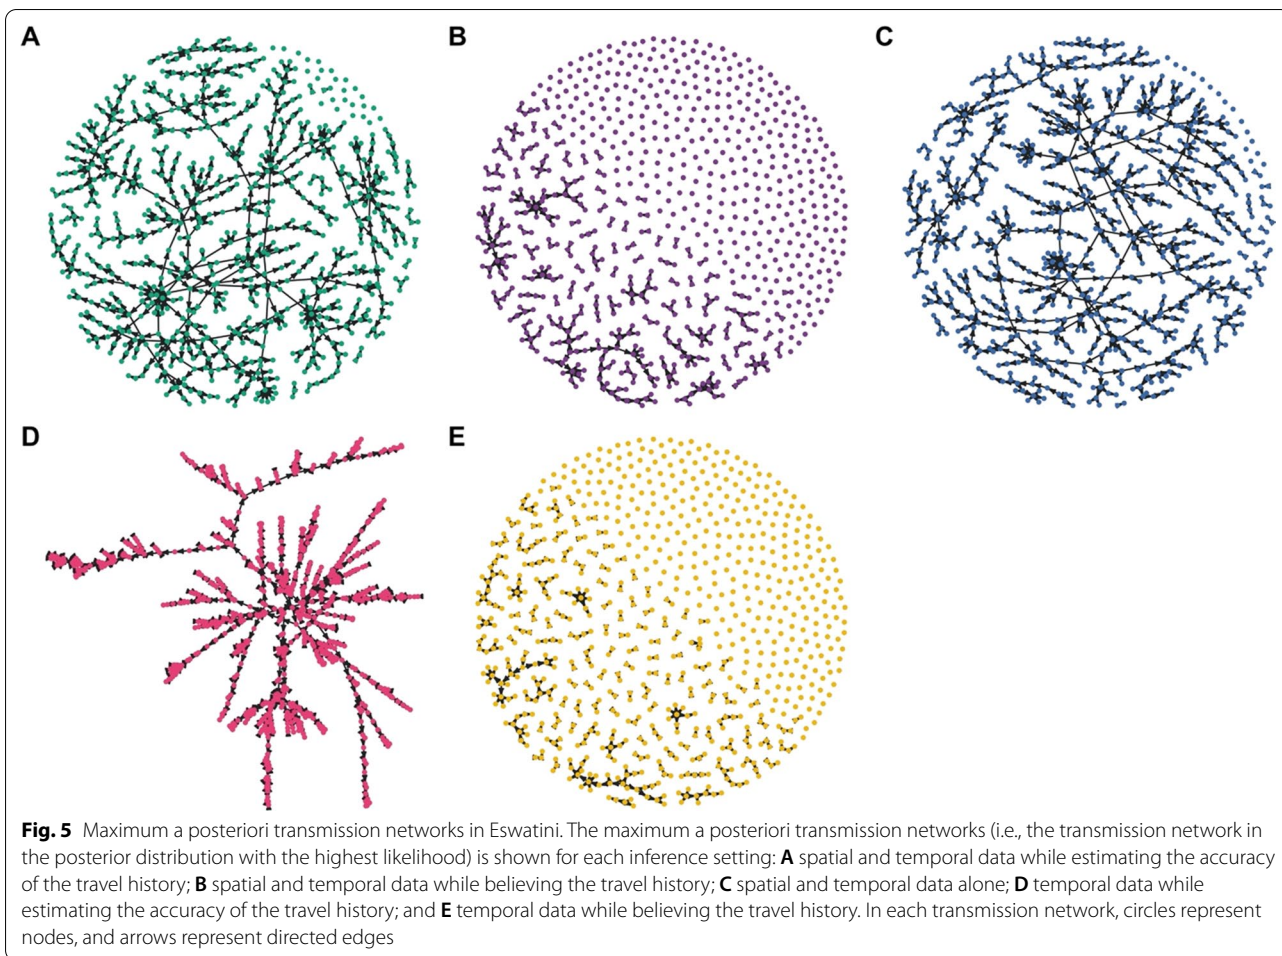 A
B
C
D
E
Fig. 5 Maximum a posteriori transmission networks in Eswatini. The maximum a posteriori transmission networks (i.e., the transmission network in
the posterior distribution with the highest likelihood) is shown for each inference setting: A spatial and temporal data while estimating the accuracy
of the travel history; B spatial and temporal data while believing the travel history; C spatial and temporal data alone; D temporal data while
estimating the accuracy of the travel history; and E temporal data while believing the travel history. In each transmission network, circles represent
nodes, and arrows represent directed edges